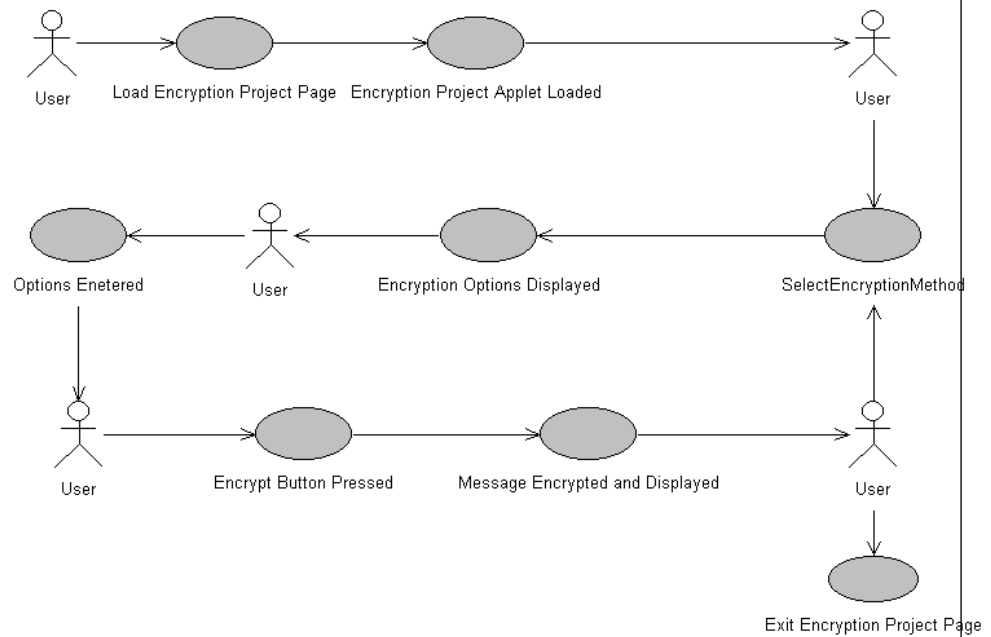 User
Load Encryption Project Page
Encryption Project Applet Loaded
User
Options Enetered
User
Encryption Options Displayed
SelectEncryptionMethod
User
Encrypt Button Pressed
Message Encrypted and Displayed
User
Exit Encryption Project Page